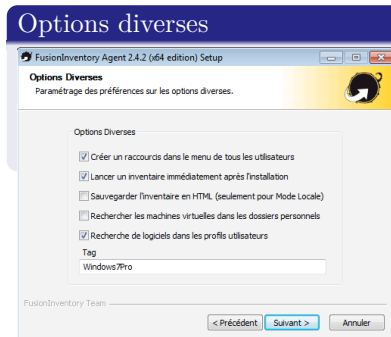 Options diverses
FusionInventory Agent 2.4.2 (x64 edition) Setup
Options Diverses
Paramétrage des préférences sur les options diverses.
Options Diverses
Créer un raccourcis dans le menu de tous les utilisateurs
Lancer un inventaire immédiatement après l'installation
Sauvegarder l'inventaire en HTML (seulement pour Mode Locale)
Rechercher les machines virtuelles dans les dossiers personnels
Recherche de logiciels dans les profils utilisateurs
Tag
Windows7Pro
FusionInventory Team
< Précédent Suivant > Annuler